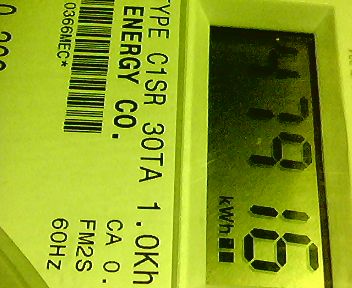 47916
kWh
TYPE C1SR 30TA 1.0Kh
ENERGY CO.
CA 0.
FM2S
0366MEC*
60HZ